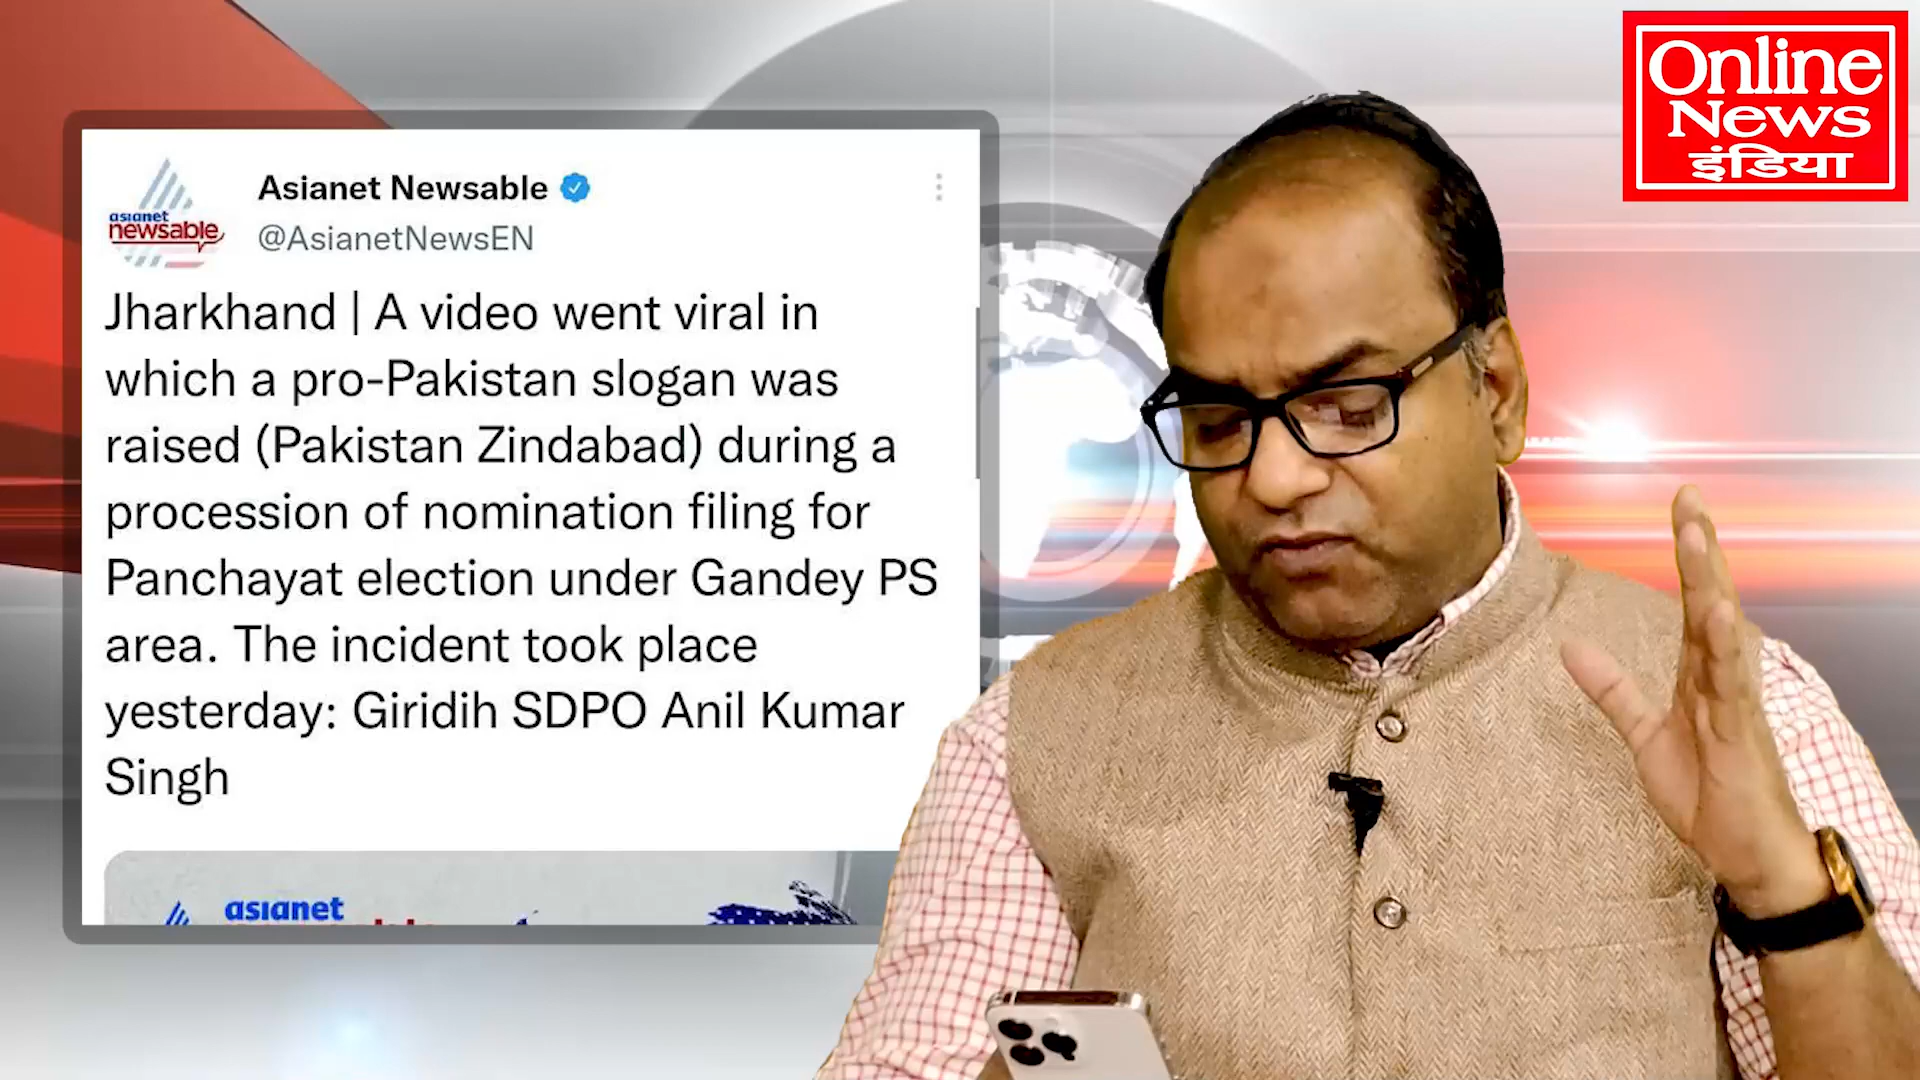 Online
News
इंडिया
asianet
newsable
Asianet Newsable
@AsianetNewsEN
Jharkhand | A video went viral in
which a pro-Pakistan slogan was
raised (Pakistan Zindabad) during a
procession of nomination filing for
Panchayat election under Gandey PS
area. The incident took place
yesterday: Giridih SDPO Anil Kumar
Singh
asianet